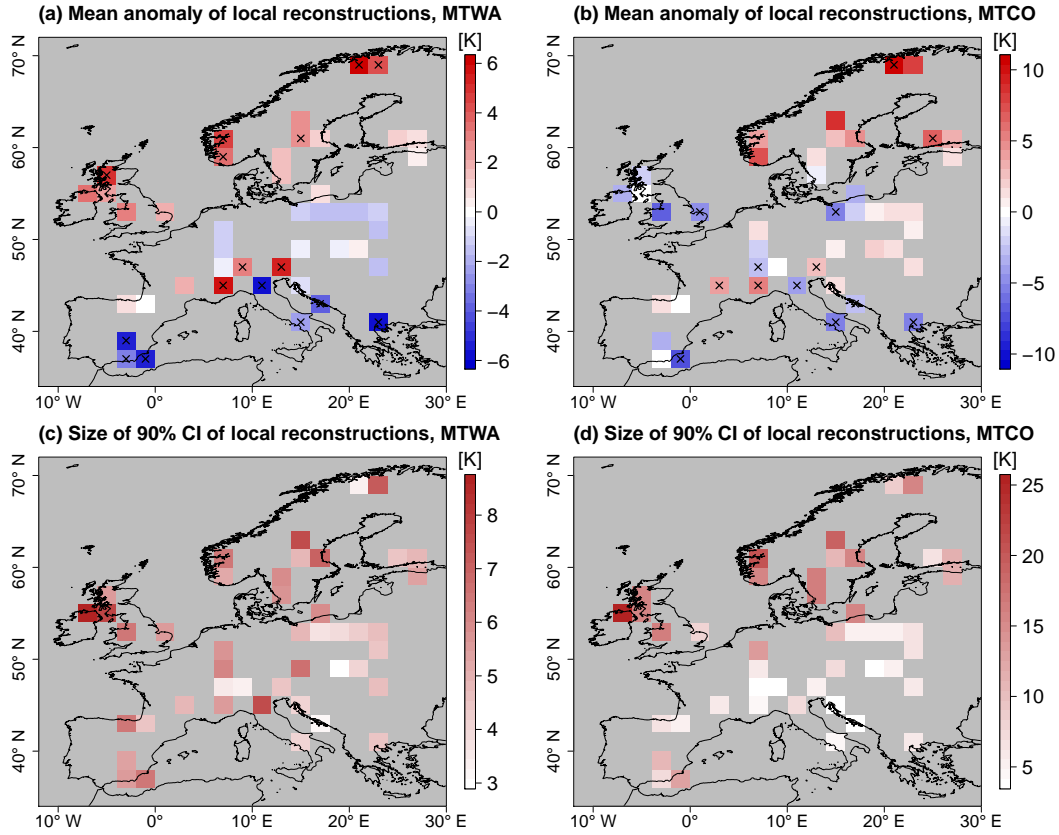 (a) Mean anomaly of local reconstructions, MTWA
(b) Mean anomaly of local reconstructions, MTCO
[K]
[K]
70° N
60° N
50° N
40° N
10° W
0°
10° E
20° E
30° E
6
4
2
0
−2
−4
−6
70° N
60° N
50° N
40° N
10° W
0°
10° E
20° E
30° E
10
5
0
−5
−10
(c) Size of 90% CI of local reconstructions, MTWA
(d) Size of 90% CI of local reconstructions, MTCO
[K]
[K]
70° N
60° N
50° N
40° N
10° W
0°
10° E
20° E
30° E
8
7
6
5
4
3
70° N
60° N
50° N
40° N
10° W
0°
10° E
20° E
30° E
25
20
15
10
5